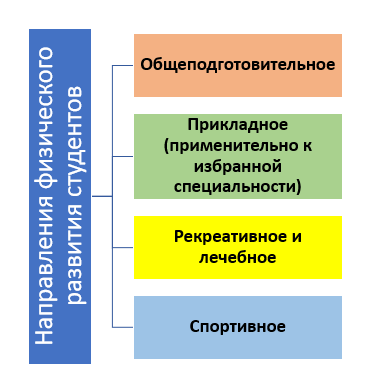 Направления физического
развития студентов
Общеподготовительное
Прикладное
(применительно к
избранной
специальности)
Рекреативное и
лечебное
Спортивное